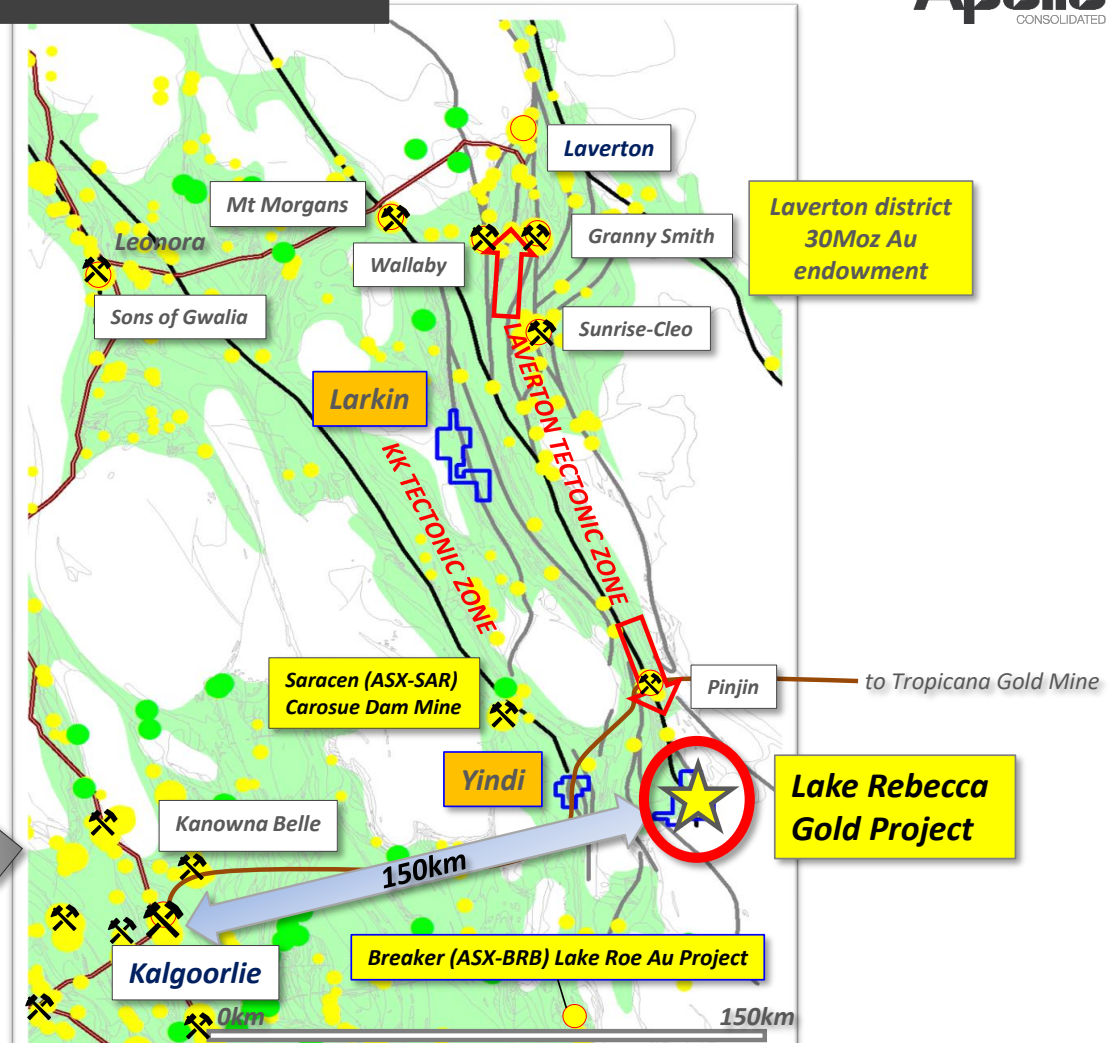 Apollo
CONSOLIDATED
Laverton
Mt Morgans
Laverton district
30Moz Au
endowment
Leonora
Wallaby
Granny Smith
Sons of Gwalia
Sunrise-Cleo
LAVERTON TECTONIC ZONE
Larkin
KK TECTONIC ZONE
Saracen (ASX-SAR)
Carosue Dam Mine
Pinjin
to Tropicana Gold Mine
Yindi
Lake Rebecca
Gold Project
Kanowna Belle
150km
Breaker (ASX-BRB) Lake Roe Au Project
Kalgoorlie
0km
150km